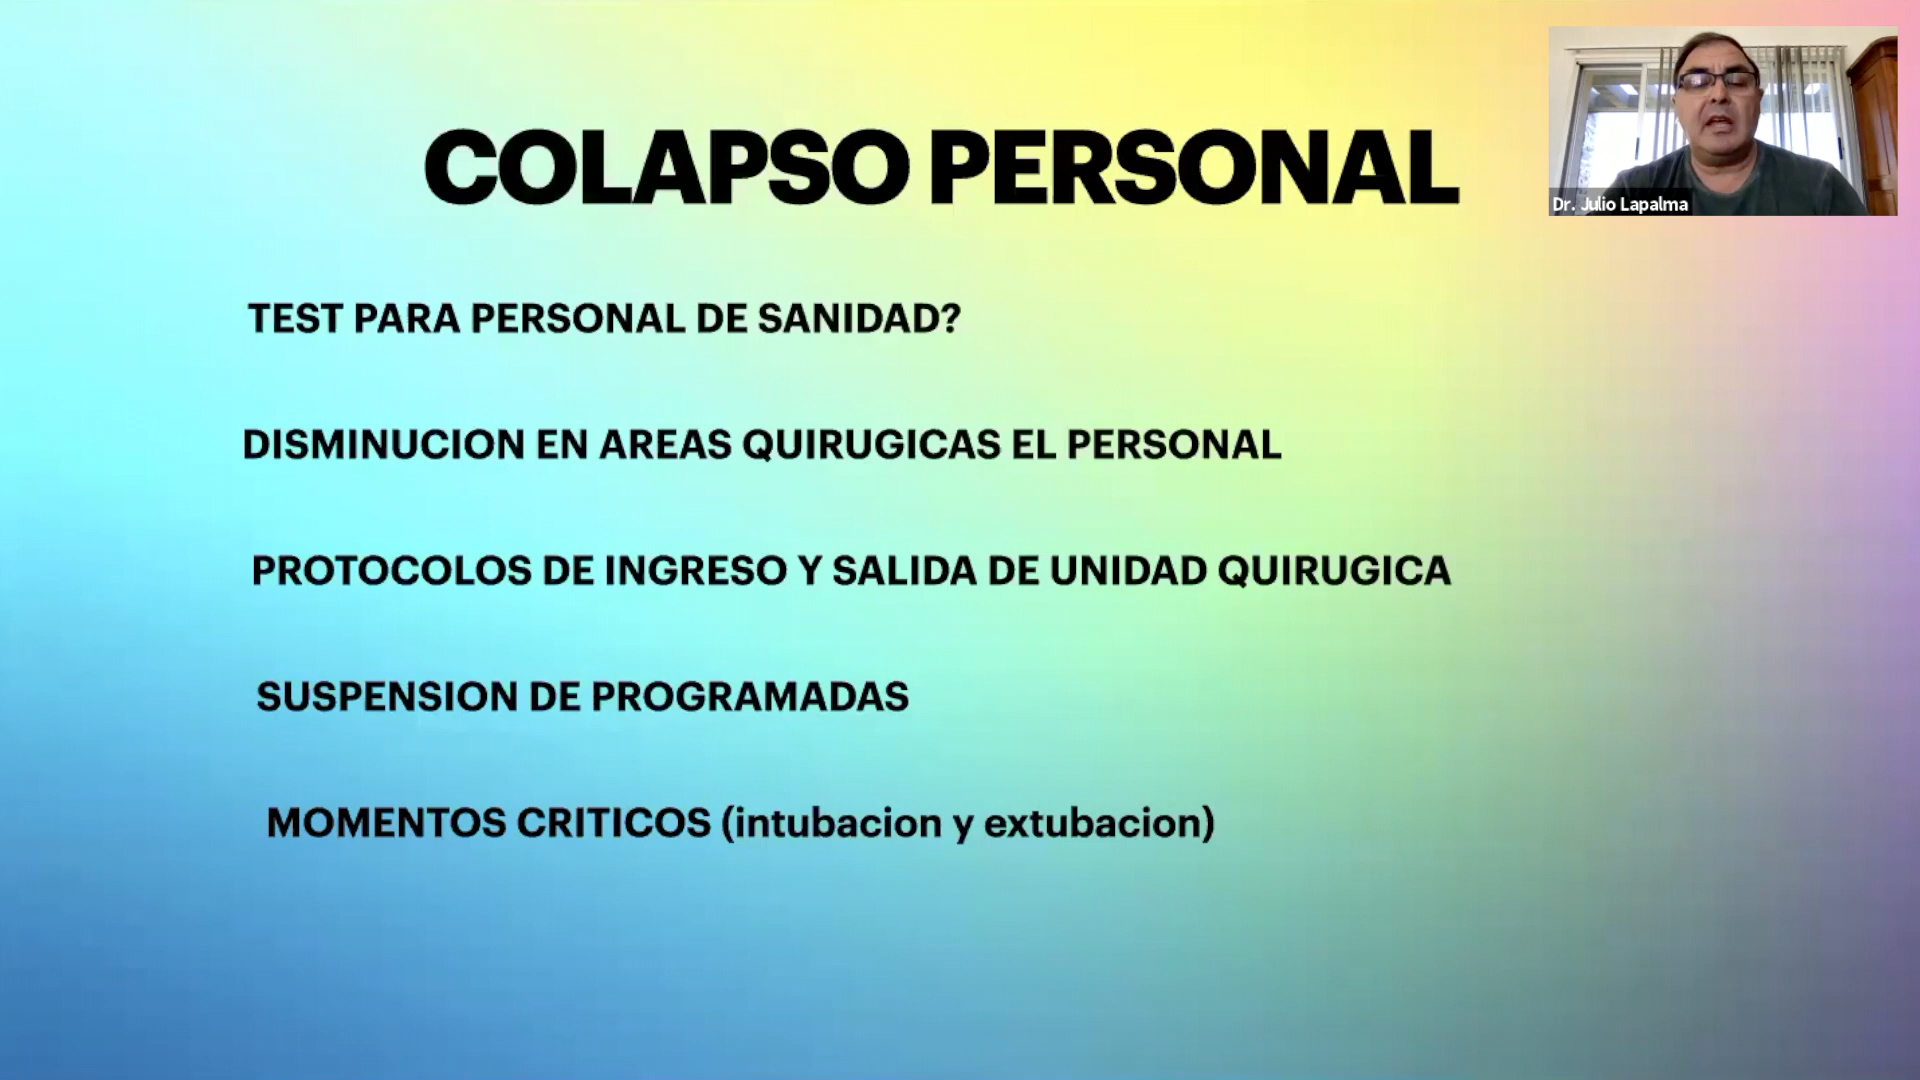 COLAPSO PERSONAL
Dr. Julio Lapalma
TEST PARA PERSONAL DE SANIDAD?
DISMINUCION EN AREAS QUIRUGICAS EL PERSONAL
PROTOCOLOS DE INGRESO Y SALIDA DE UNIDAD QUIRUGICA
SUSPENSION DE PROGRAMADAS
MOMENTOS CRITICOS (intubacion y extubacion)